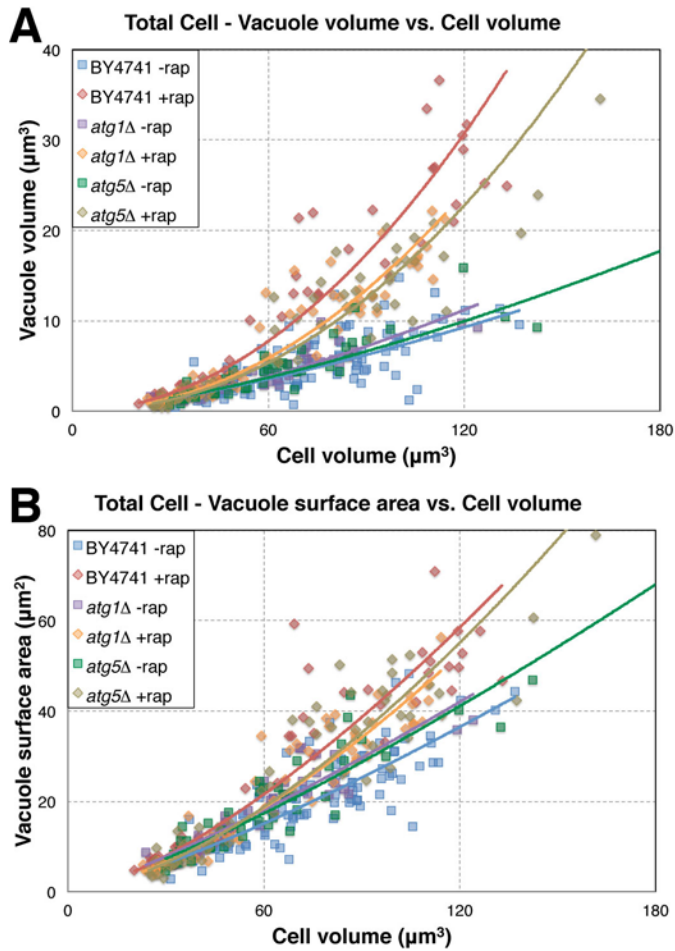 A
Total Cell - Vacuole volume vs. Cell volume
40
30
20
10
0
Vacuole volume (µm³)
BY4741 -rap
BY4741 +rap
atg1Δ -rap
atg1Δ +rap
atg5Δ -rap
atg5Δ +rap
0 60 120 180
Cell volume (µm³)
B
Total Cell - Vacuole surface area vs. Cell volume
80
60
40
20
0
Vacuole surface area (µm²)
BY4741 -rap
BY4741 +rap
atg1Δ -rap
atg1Δ +rap
atg5Δ -rap
atg5Δ +rap
0 60 120 180
Cell volume (µm³)